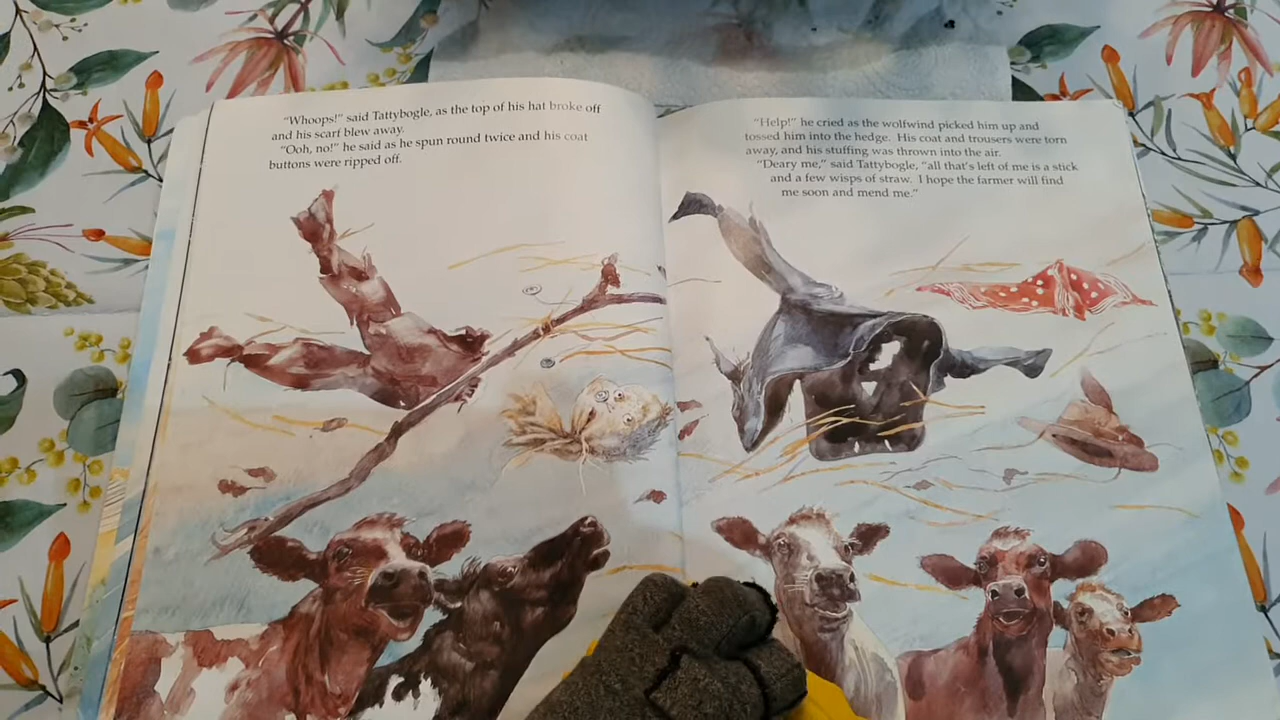 "Whoops!" said Tattybogle, as the top of his hat broke off
and his scarf blew away.
"Ooh, no!" he said as he spun round twice and his coat
buttons were ripped off.
"Help!" he cried as the wolfwind picked him up and
tossed him into the hedge. His coat and trousers were torn
away, and his stuffing was thrown into the air.
"Deary me," said Tattybogle, "all that's left of me is a stick
and a few wisps of straw. I hope the farmer will find
me soon and mend me."